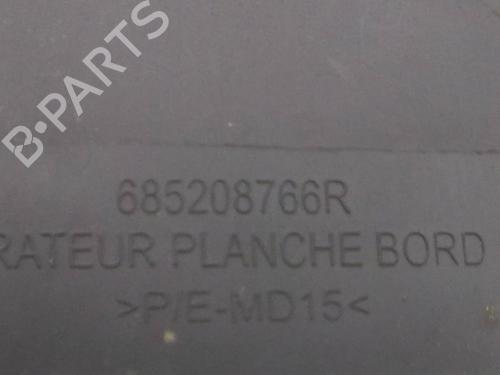 B-PARTS
685208766R
RATEUR PLANCHE BORD
>P/E-MD15<